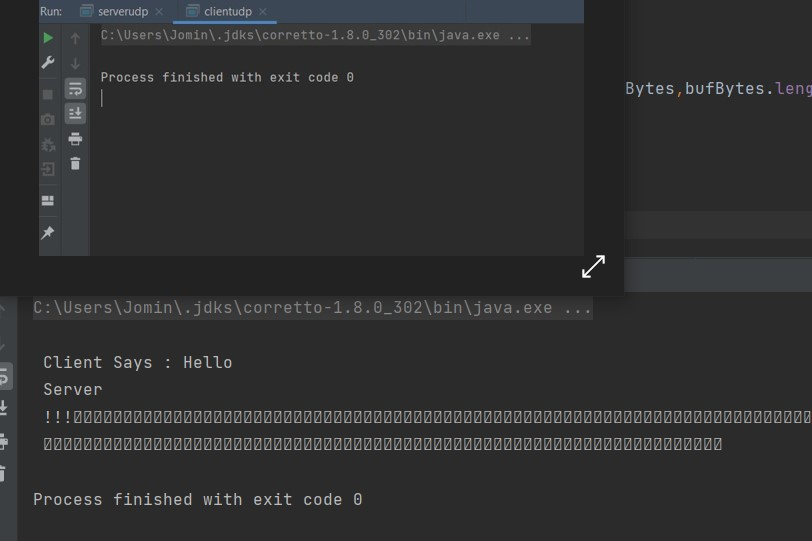 Run: serverudp clientudp
C:\Users\Jomin\.jdks\corretto-1.8.0_302\bin\java.exe ...
Process finished with exit code 0
Bytes,bufBytes.leng
C:\Users\Jomin\.jdks\corretto-1.8.0_302\bin\java.exe ...
Client Says : Hello
Server
!!!
Process finished with exit code 0